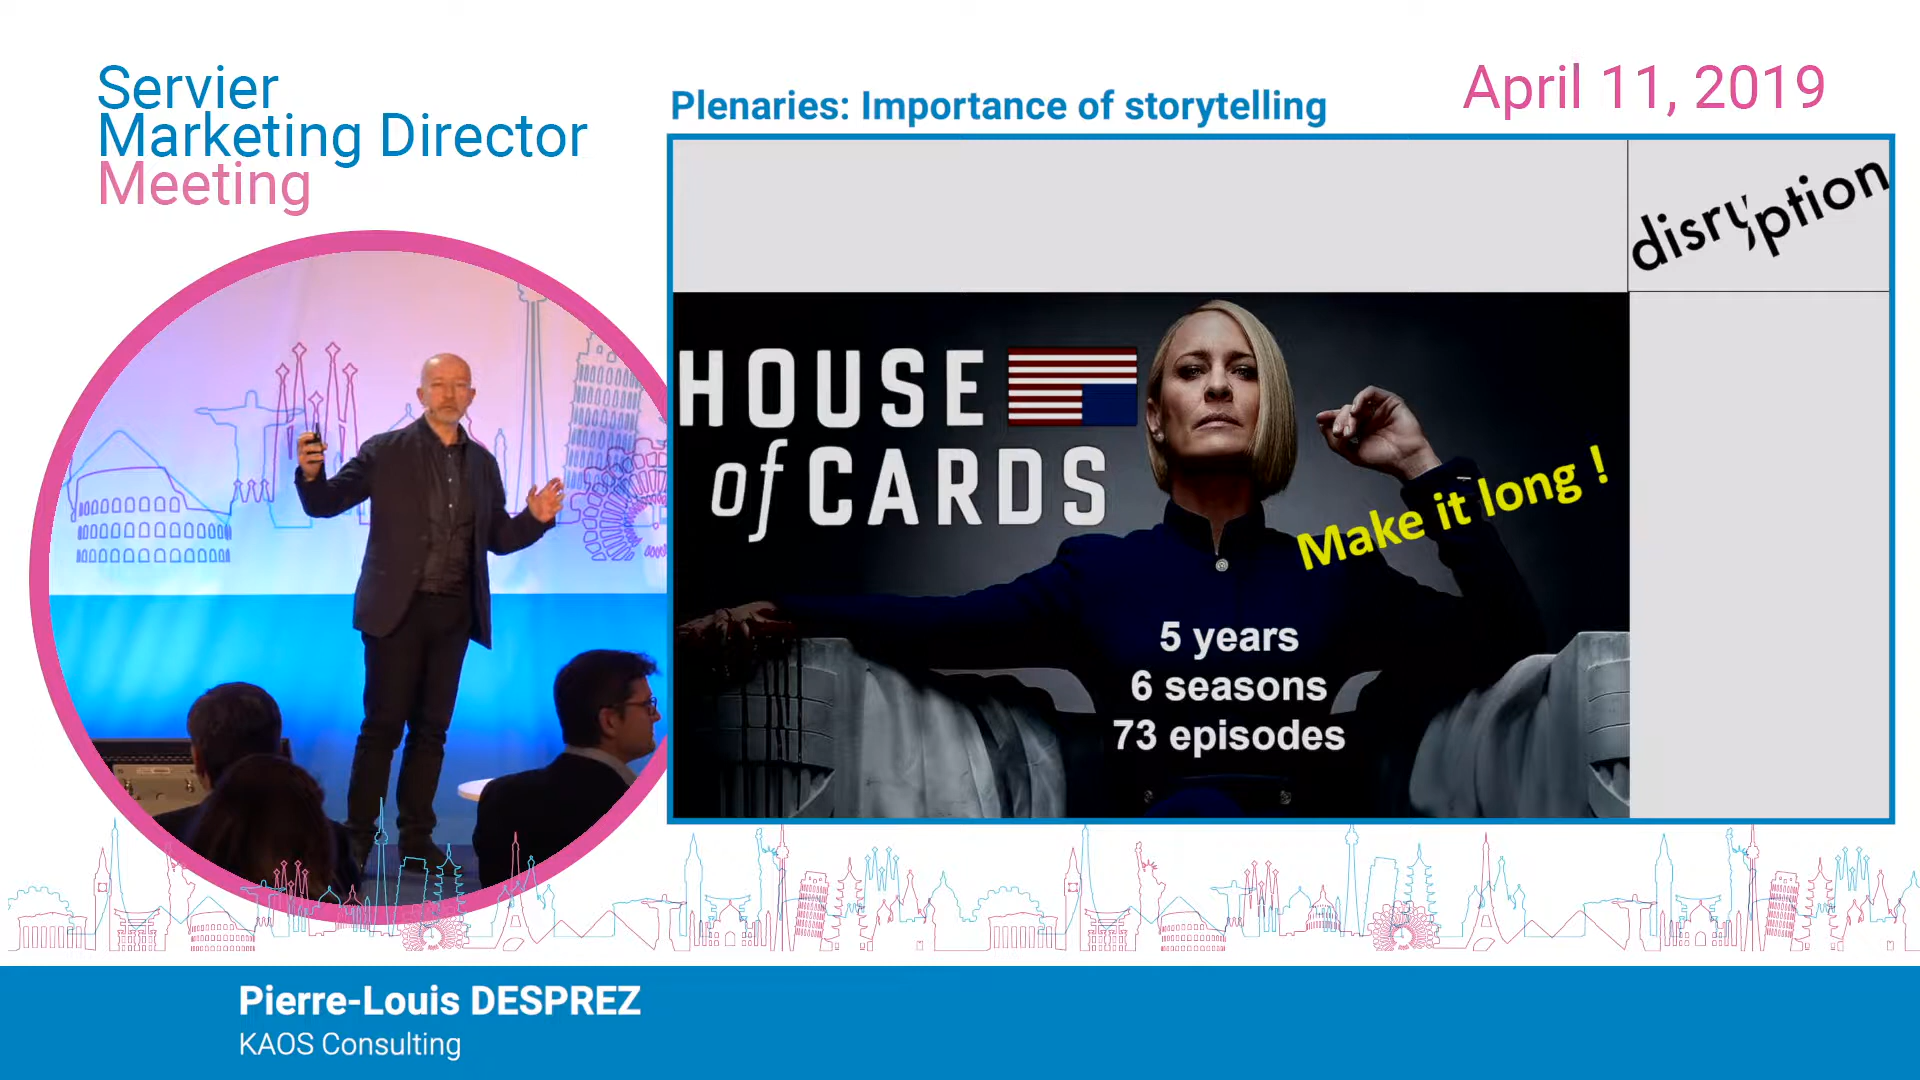 Servier
Marketing Director
Meeting
Plenaries: Importance of storytelling
April 11, 2019
disruption
HOUSE
of CARDS
Make it long !
5 years
6 seasons
73 episodes
Pierre-Louis DESPREZ
KAOS Consulting